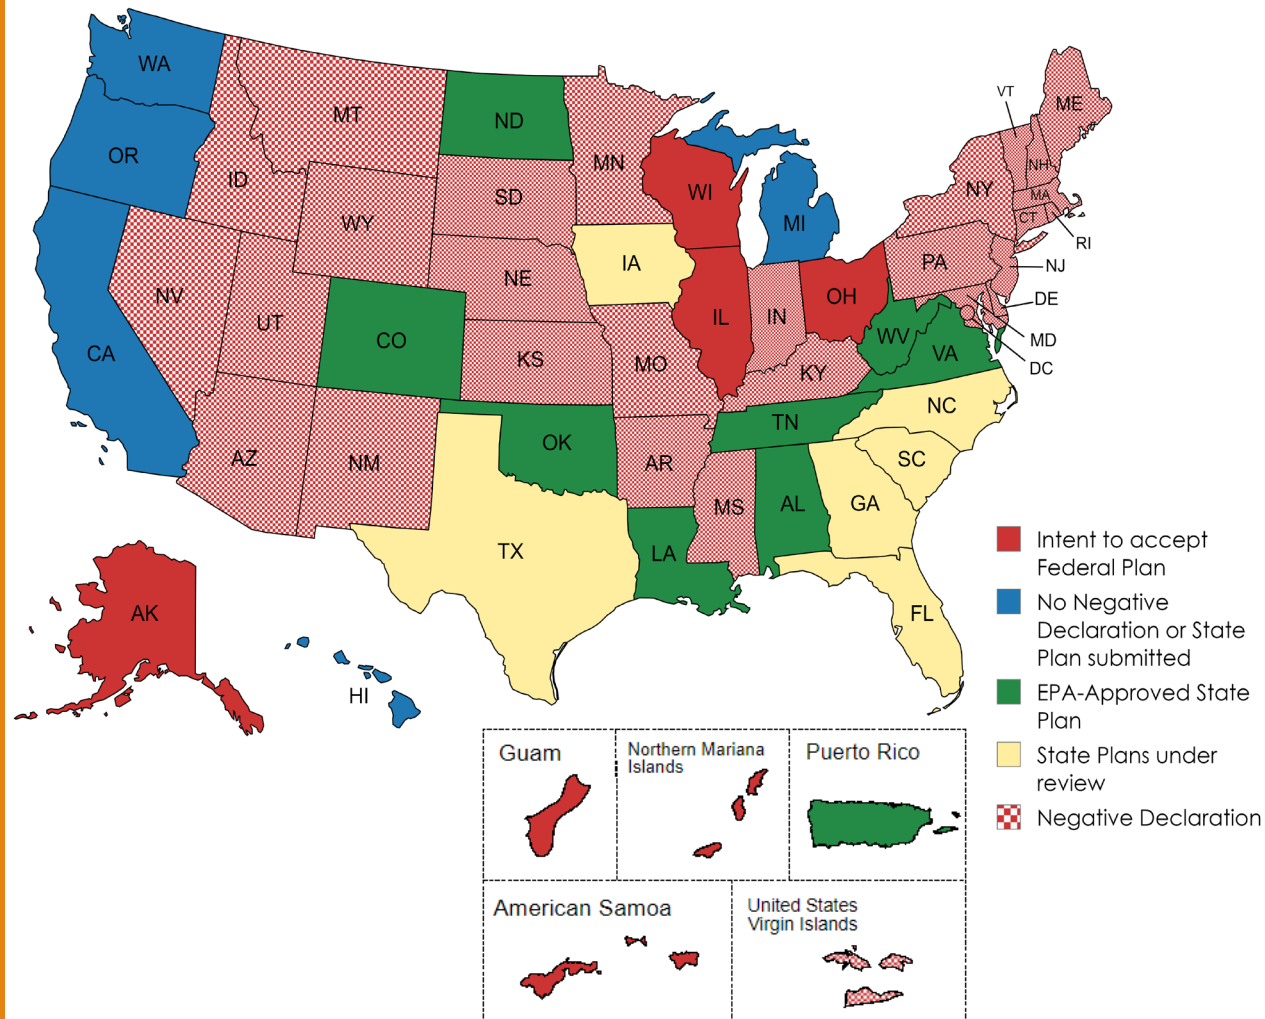 WA
OR
CA
ID
MT
NV
WY
UT
AZ
CO
NM
ND
SD
NE
KS
OK
TX
MN
IA
MO
AR
LA
WI
IL
MI
IN
OH
KY
TN
MS
AL
GA
FL
SC
NC
VA
WV
PA
NY
VT
NH
ME
MA
CT
RI
NJ
DE
MD
DC
AK
HI
Intent to accept
Federal Plan
No Negative
Declaration or State
Plan submitted
EPA-Approved State
Plan
State Plans under
review
Negative Declaration
Guam
Northern Mariana
Islands
Puerto Rico
American Samoa
United States
Virgin Islands